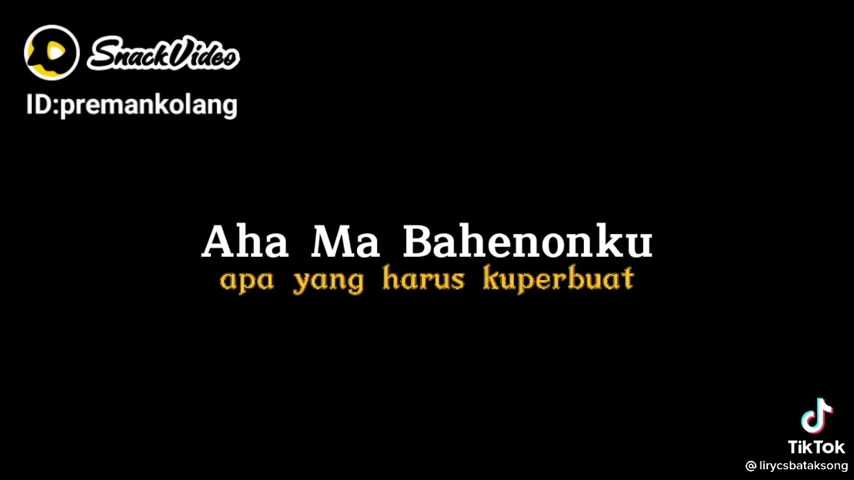 SnackVideo
ID:premankolang
Aha Ma Bahenonku
apa yang harus kuperbuat
TikTok
@lirycsbataksong